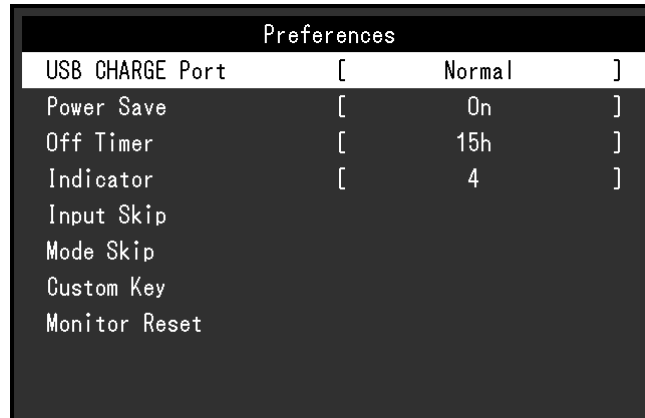 Preferences
USB CHARGE Port [ Normal ]
Power Save [ On ]
Off Timer [ 15h ]
Indicator [ 4 ]
Input Skip
Mode Skip
Custom Key
Monitor Reset